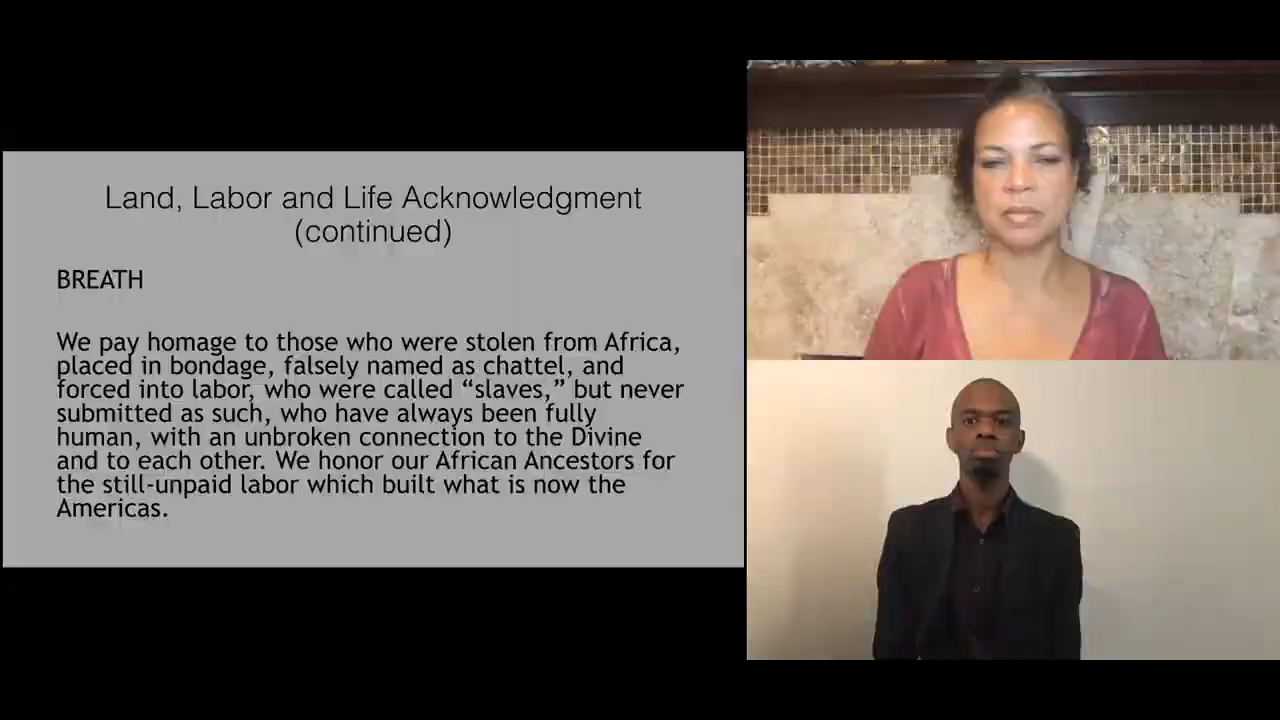 Land, Labor and Life Acknowledgment
(continued)
BREATH
We pay homage to those who were stolen from Africa,
placed in bondage, falsely named as chattel, and
forced into labor, who were called “slaves,” but never
submitted as such, who have always been fully
human, with an unbroken connection to the Divine
and to each other. We honor our African Ancestors for
the still-unpaid labor which built what is now the
Americas.